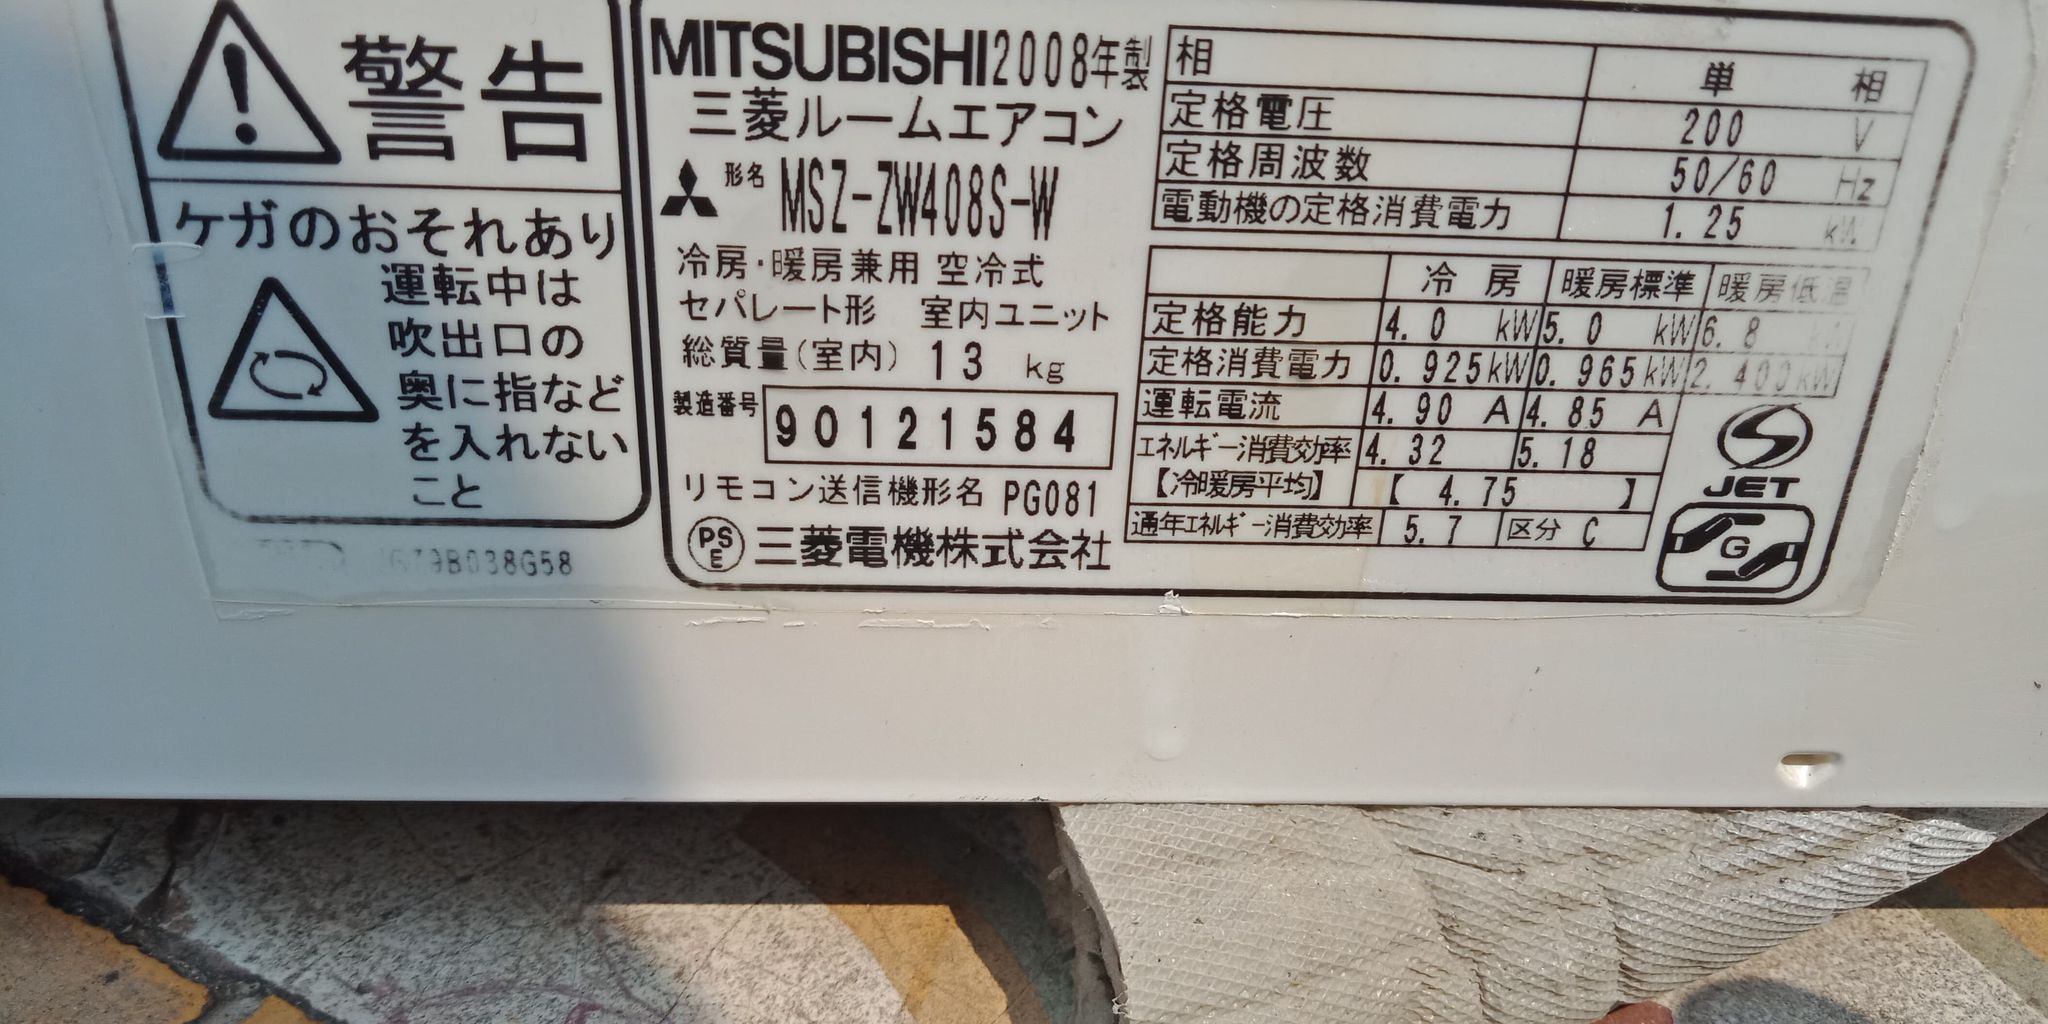 警告
ケガのおそれあり
運転中は
吹出口の
奥に指など
を入れない
こと
MITSUBISHI 2008年製
三菱ルームエアコン
形名 MSZ-ZW408S-W
冷房・暖房兼用 空冷式
セパレート形 室内ユニット
総質量(室内) 13 kg
製造番号 90121584
リモコン送信機形名 PG081
PSE 三菱電機株式会社
相 単相
定格電圧 200 V
定格周波数 50/60 Hz
電動機の定格消費電力 1.25 kW
冷房 暖房標準 暖房低温
定格能力 4.0 kW 5.0 kW 6.8 kW
定格消費電力 0.925kW 0.965kW 2.400kW
運転電流 4.90 A 4.85 A
エネルギー消費効率 4.32 5.18
【冷暖房平均】 【 4.75 】
通年エネルギー消費効率 5.7 区分 C
JET
G